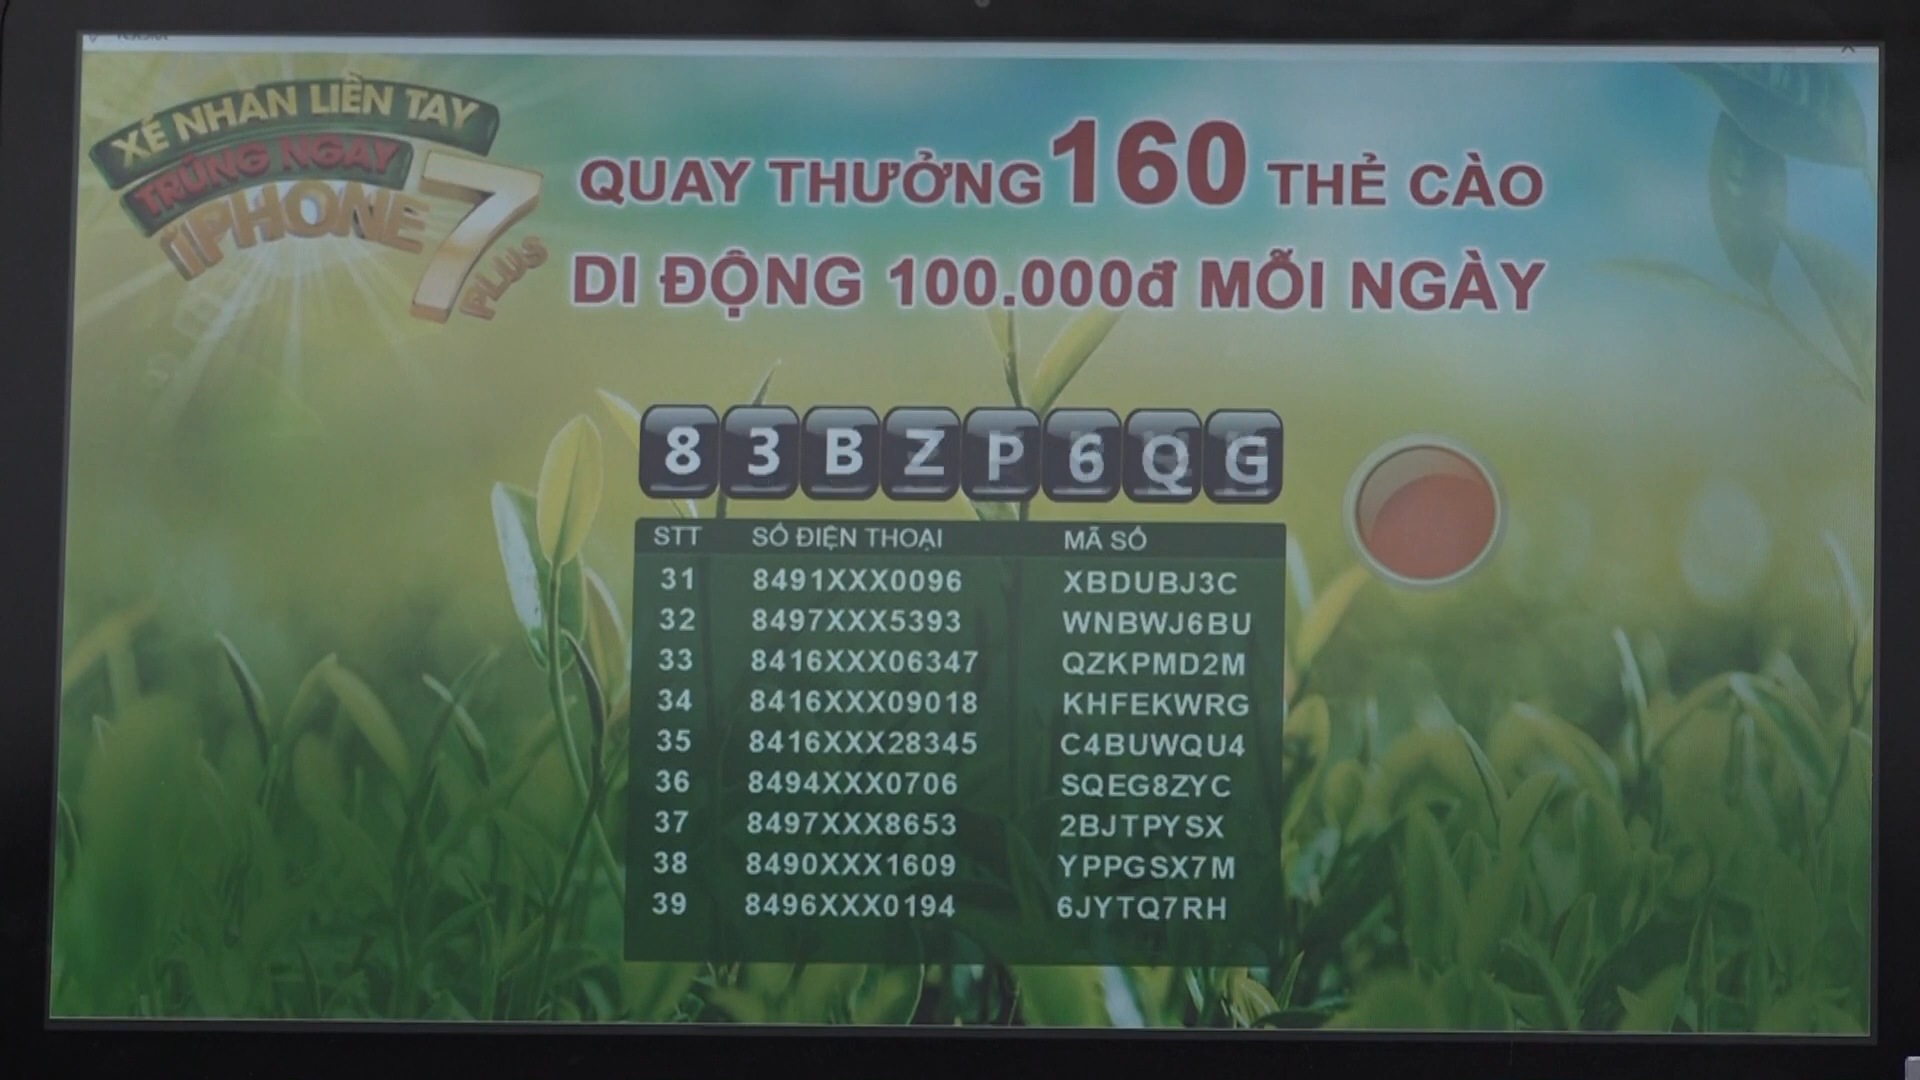 XÉ NHÃN LIỀN TAY
TRÚNG NGAY
IPHONE 7
PLUS
QUAY THƯỞNG 160 THẺ CÀO
DI ĐỘNG 100.000đ MỖI NGÀY
8 3 B Z P 6 Q G
STT SỐ ĐIỆN THOẠI MÃ SỐ
31 8491XXX0096 XBDUBJ3C
32 8497XXX5393 WNBWJ6BU
33 8416XXX06347 QZKPMD2M
34 8416XXX09018 KHFEKWRG
35 8416XXX28345 C4BUWQU4
36 8494XXX0706 SQEG8ZYC
37 8497XXX8653 2BJTPYSX
38 8490XXX1609 YPPGSX7M
39 8496XXX0194 6JYTQ7RH